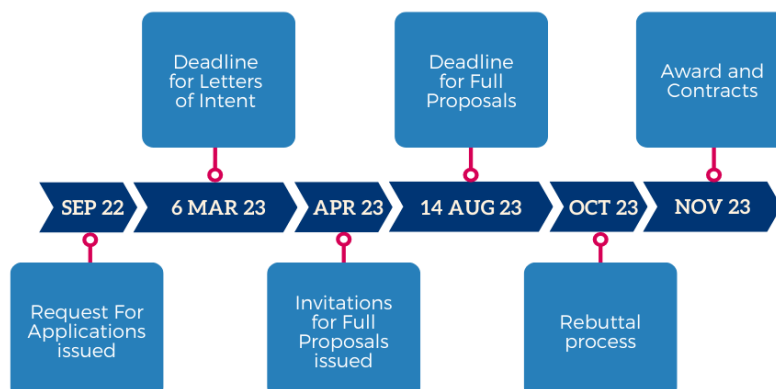 Deadline
for Letters
of Intent
Deadline
for Full
Proposals
Award and
Contracts
SEP 22
6 MAR 23
APR 23
14 AUG 23
OCT 23
NOV 23
Request For
Applications
issued
Invitations
for Full
Proposals
issued
Rebuttal
process